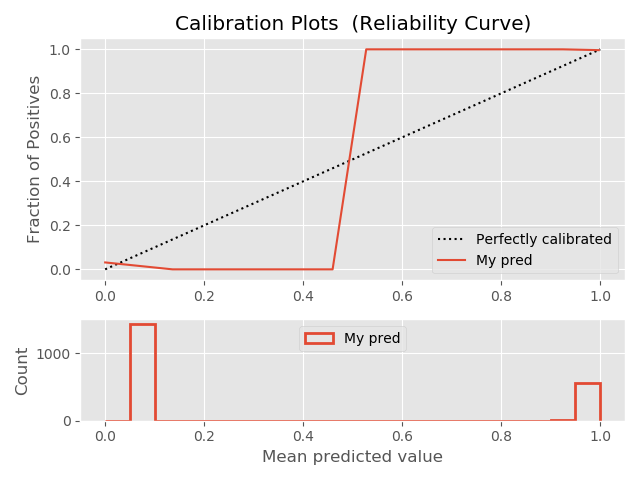 Calibration Plots  (Reliability Curve)
1.0
0.8
0.6
0.4
0.2
0.0
Fraction of Positives
Perfectly calibrated
My pred
0.0 0.2 0.4 0.6 0.8 1.0
My pred
1000
0
Count
0.0 0.2 0.4 0.6 0.8 1.0
Mean predicted value